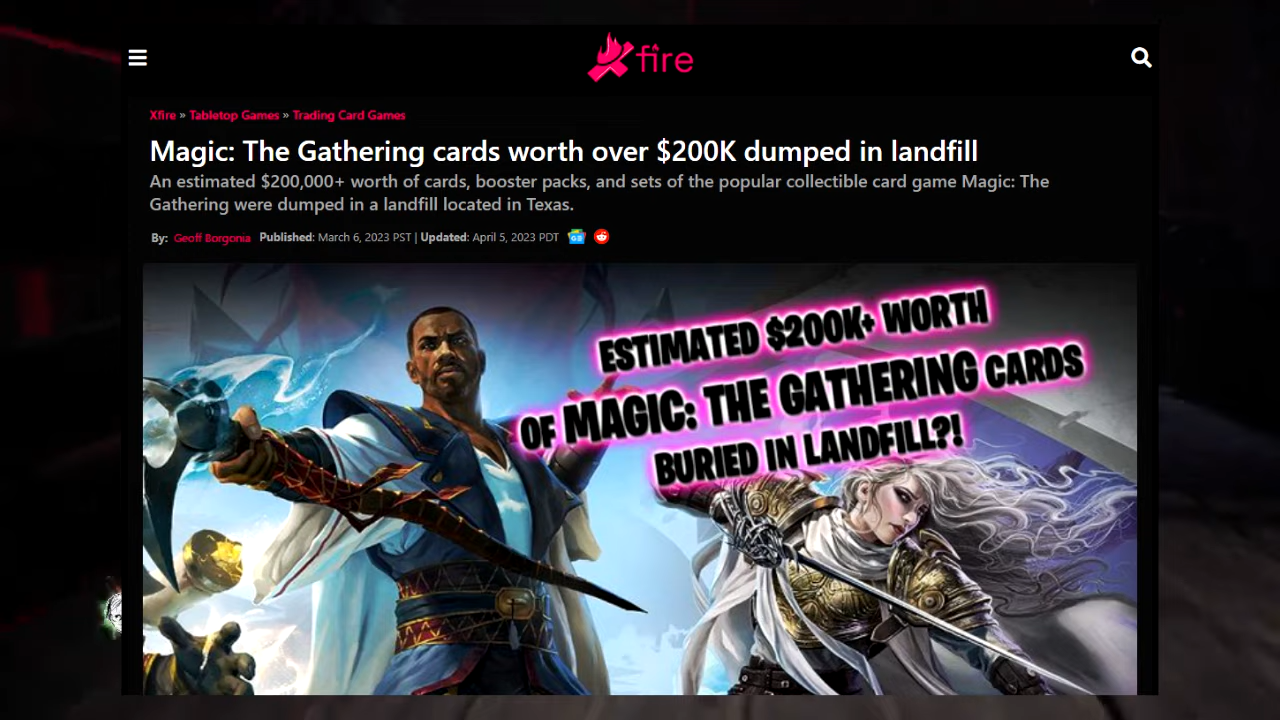 fire
Xfire » Tabletop Games » Trading Card Games
Magic: The Gathering cards worth over $200K dumped in landfill
An estimated $200,000+ worth of cards, booster packs, and sets of the popular collectible card game Magic: The
Gathering were dumped in a landfill located in Texas.
By: Geoff Borgonia Published: March 6, 2023 PST | Updated: April 5, 2023 PDT
ESTIMATED $200K+ WORTH
OF MAGIC: THE GATHERING CARDS
BURIED IN LANDFILL?!